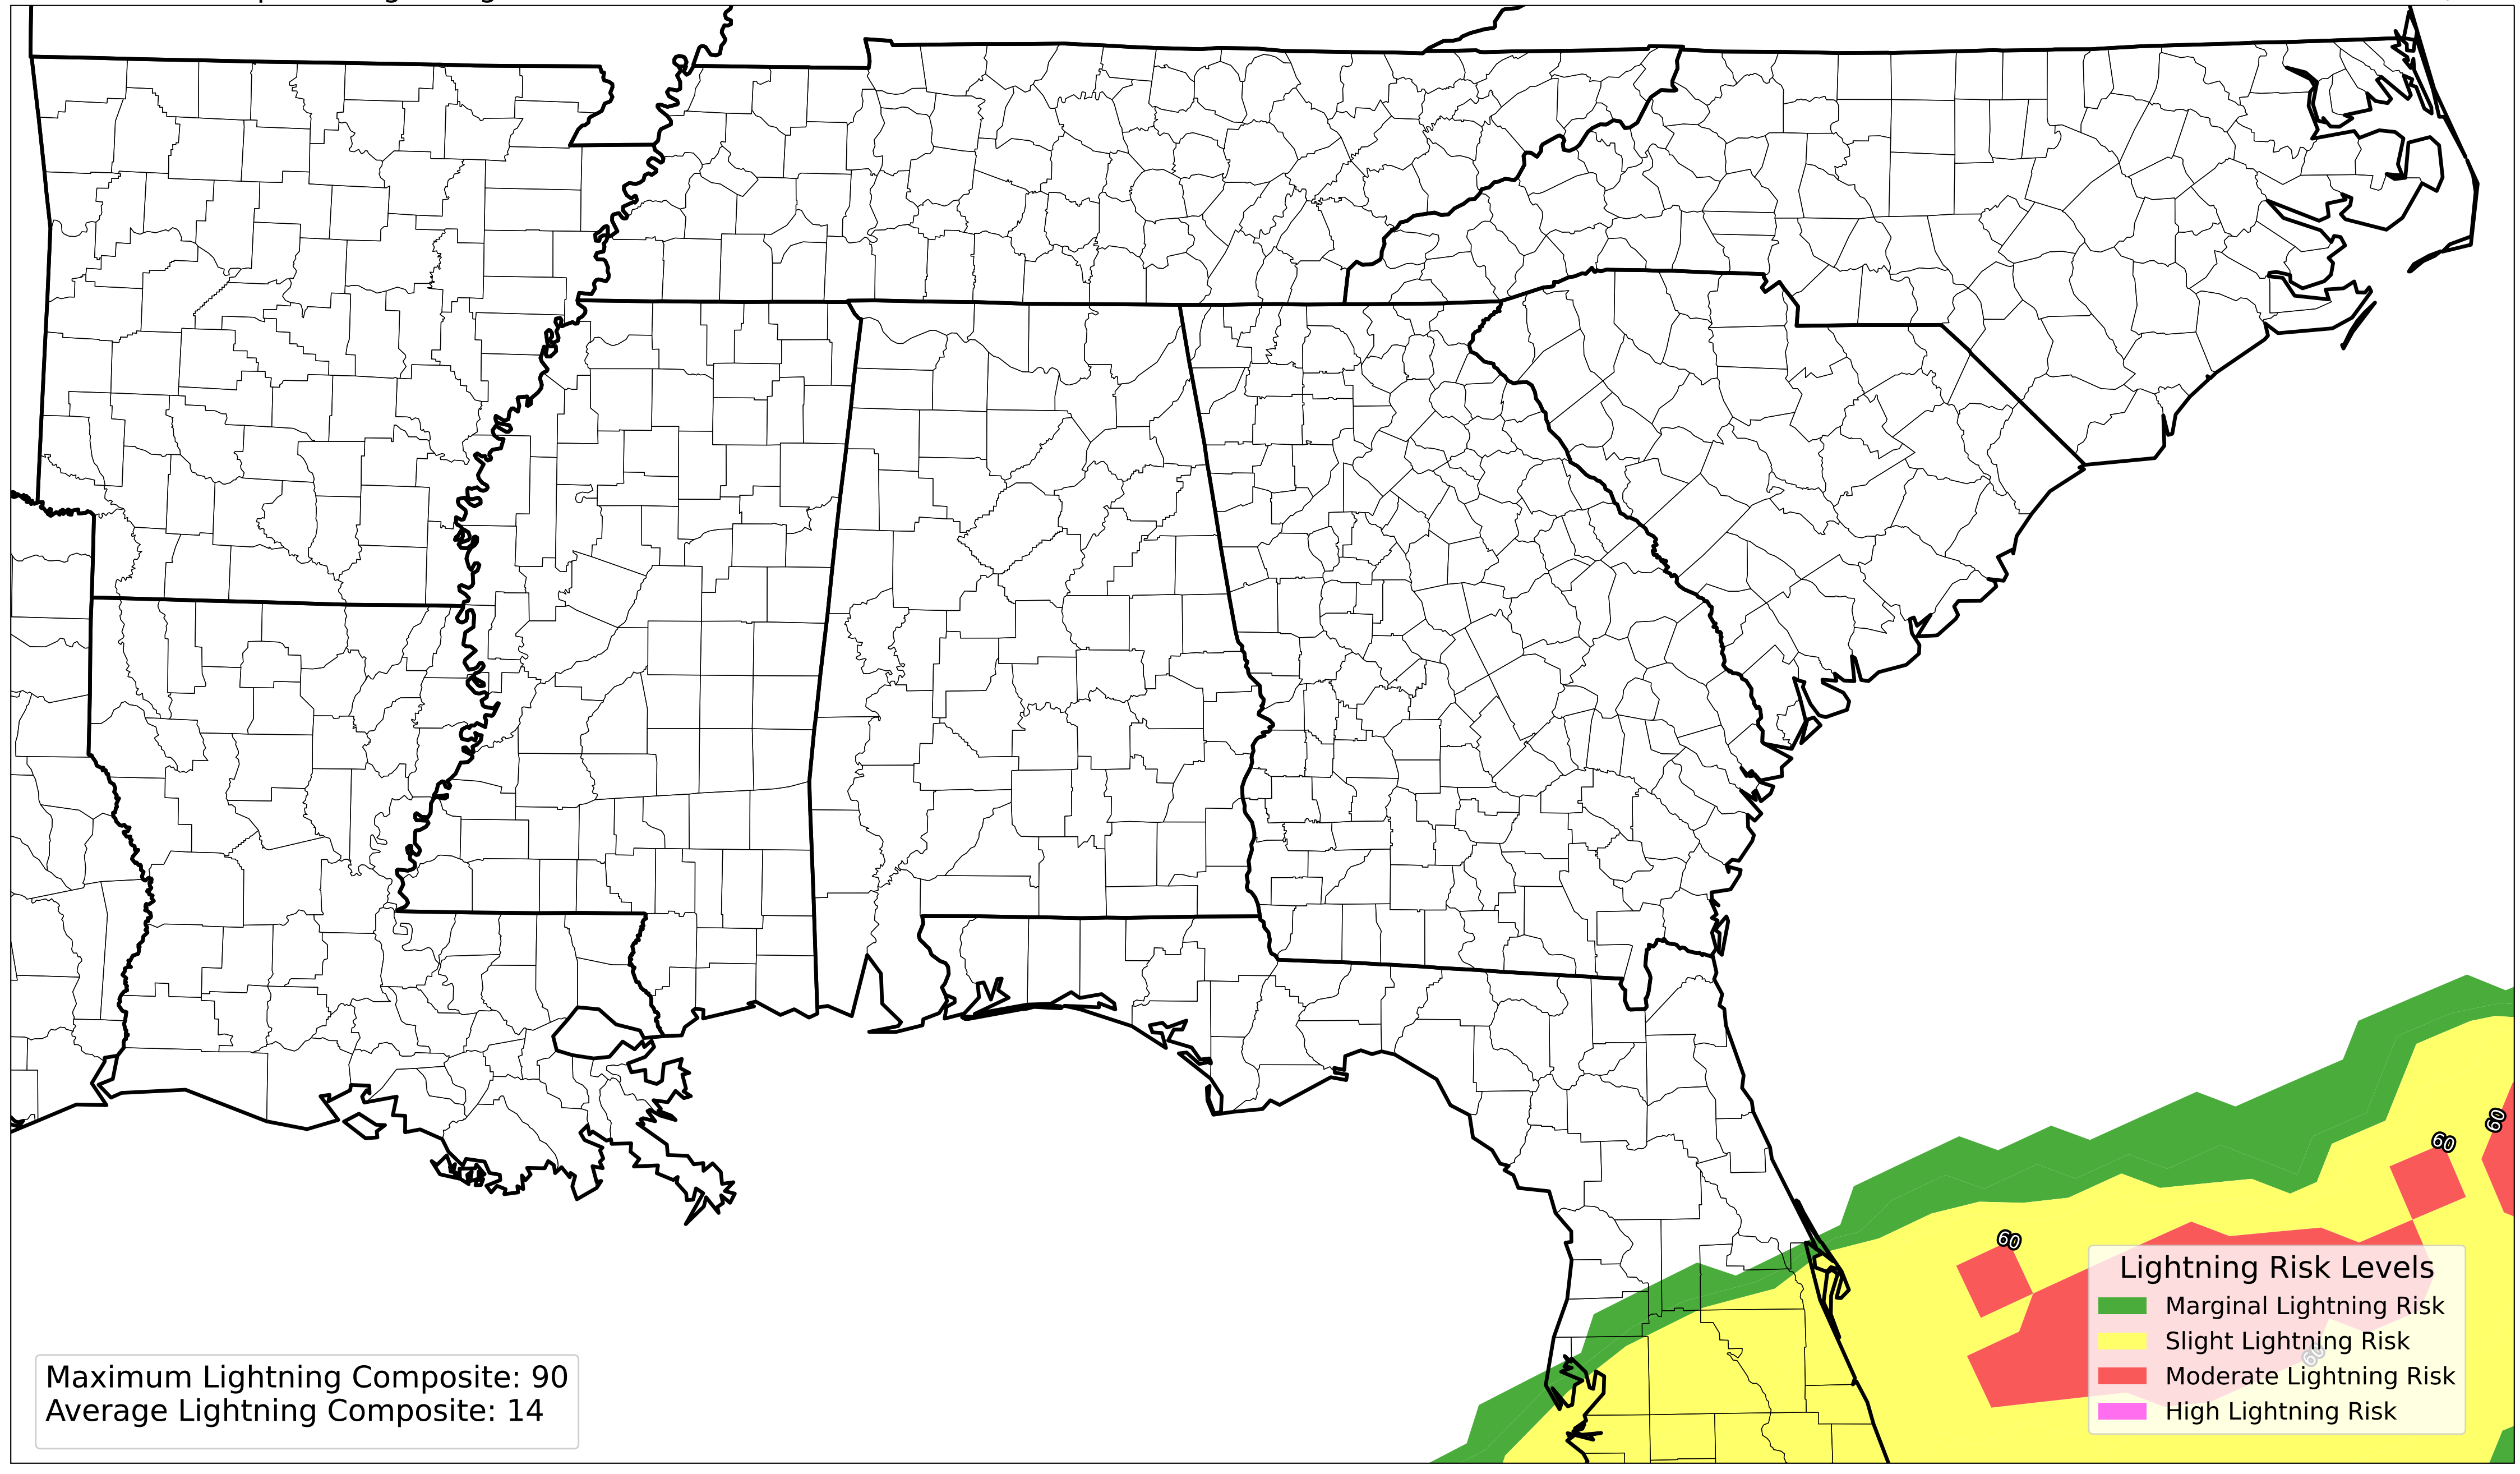 60
60
60
Lightning Risk Levels
Marginal Lightning Risk
Slight Lightning Risk
60
Moderate Lightning Risk
High Lightning Risk
Maximum Lightning Composite: 90
Average Lightning Composite: 14